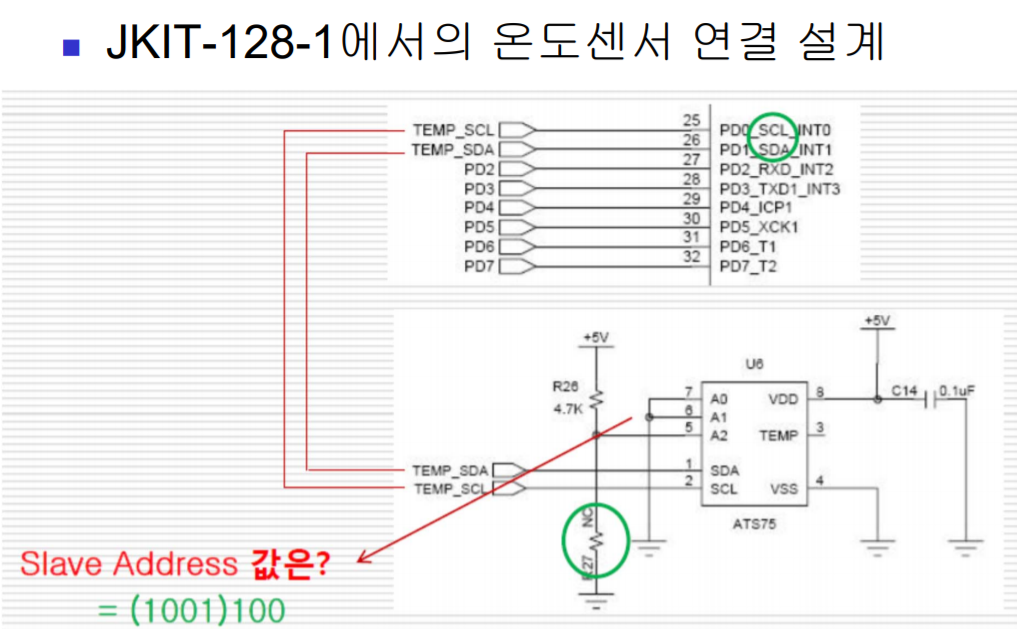 JKIT-128-1에서의 온도센서 연결 설계
TEMP_SCL 25 PD0_SCL_INT0
TEMP_SDA 26 PD1_SDA_INT1
PD2 27 PD2_RXD_INT2
PD3 28 PD3_TXD1_INT3
PD4 29 PD4_ICP1
PD5 30 PD5_XCK1
PD6 31 PD6_T1
PD7 32 PD7_T2
+5V
+5V
U6
R26
4.7K
7 A0 VDD 8
C14 0.1uF
6 A1
5 A2 TEMP 3
TEMP_SDA 1 SDA
TEMP_SCL 2 SCL VSS 4
NC
R27
ATS75
Slave Address 값은?
= (1001)100